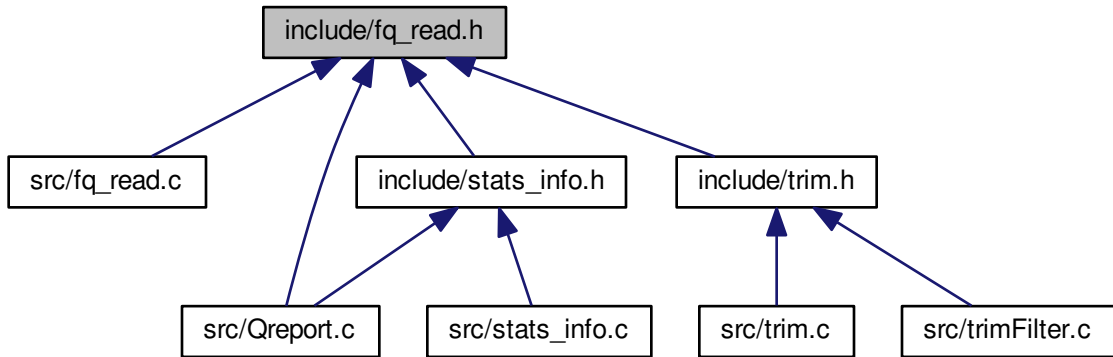 include/fq_read.h
src/fq_read.c
include/stats_info.h
include/trim.h
src/Qreport.c
src/stats_info.c
src/trim.c
src/trimFilter.c